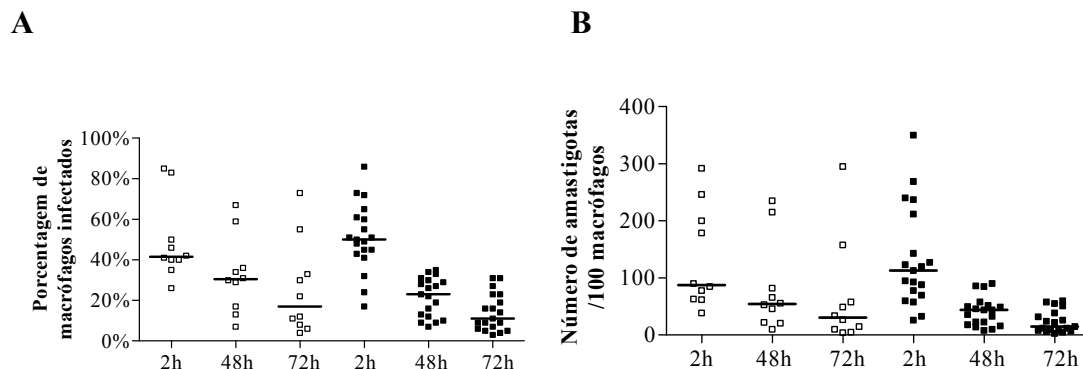 A
B
Porcentagem de
macrófagos infectados
100%
80%
60%
40%
20%
0%
2h 48h 72h 2h 48h 72h
Número de amastigotas
/100 macrófagos
400
300
200
100
0
2h 48h 72h 2h 48h 72h